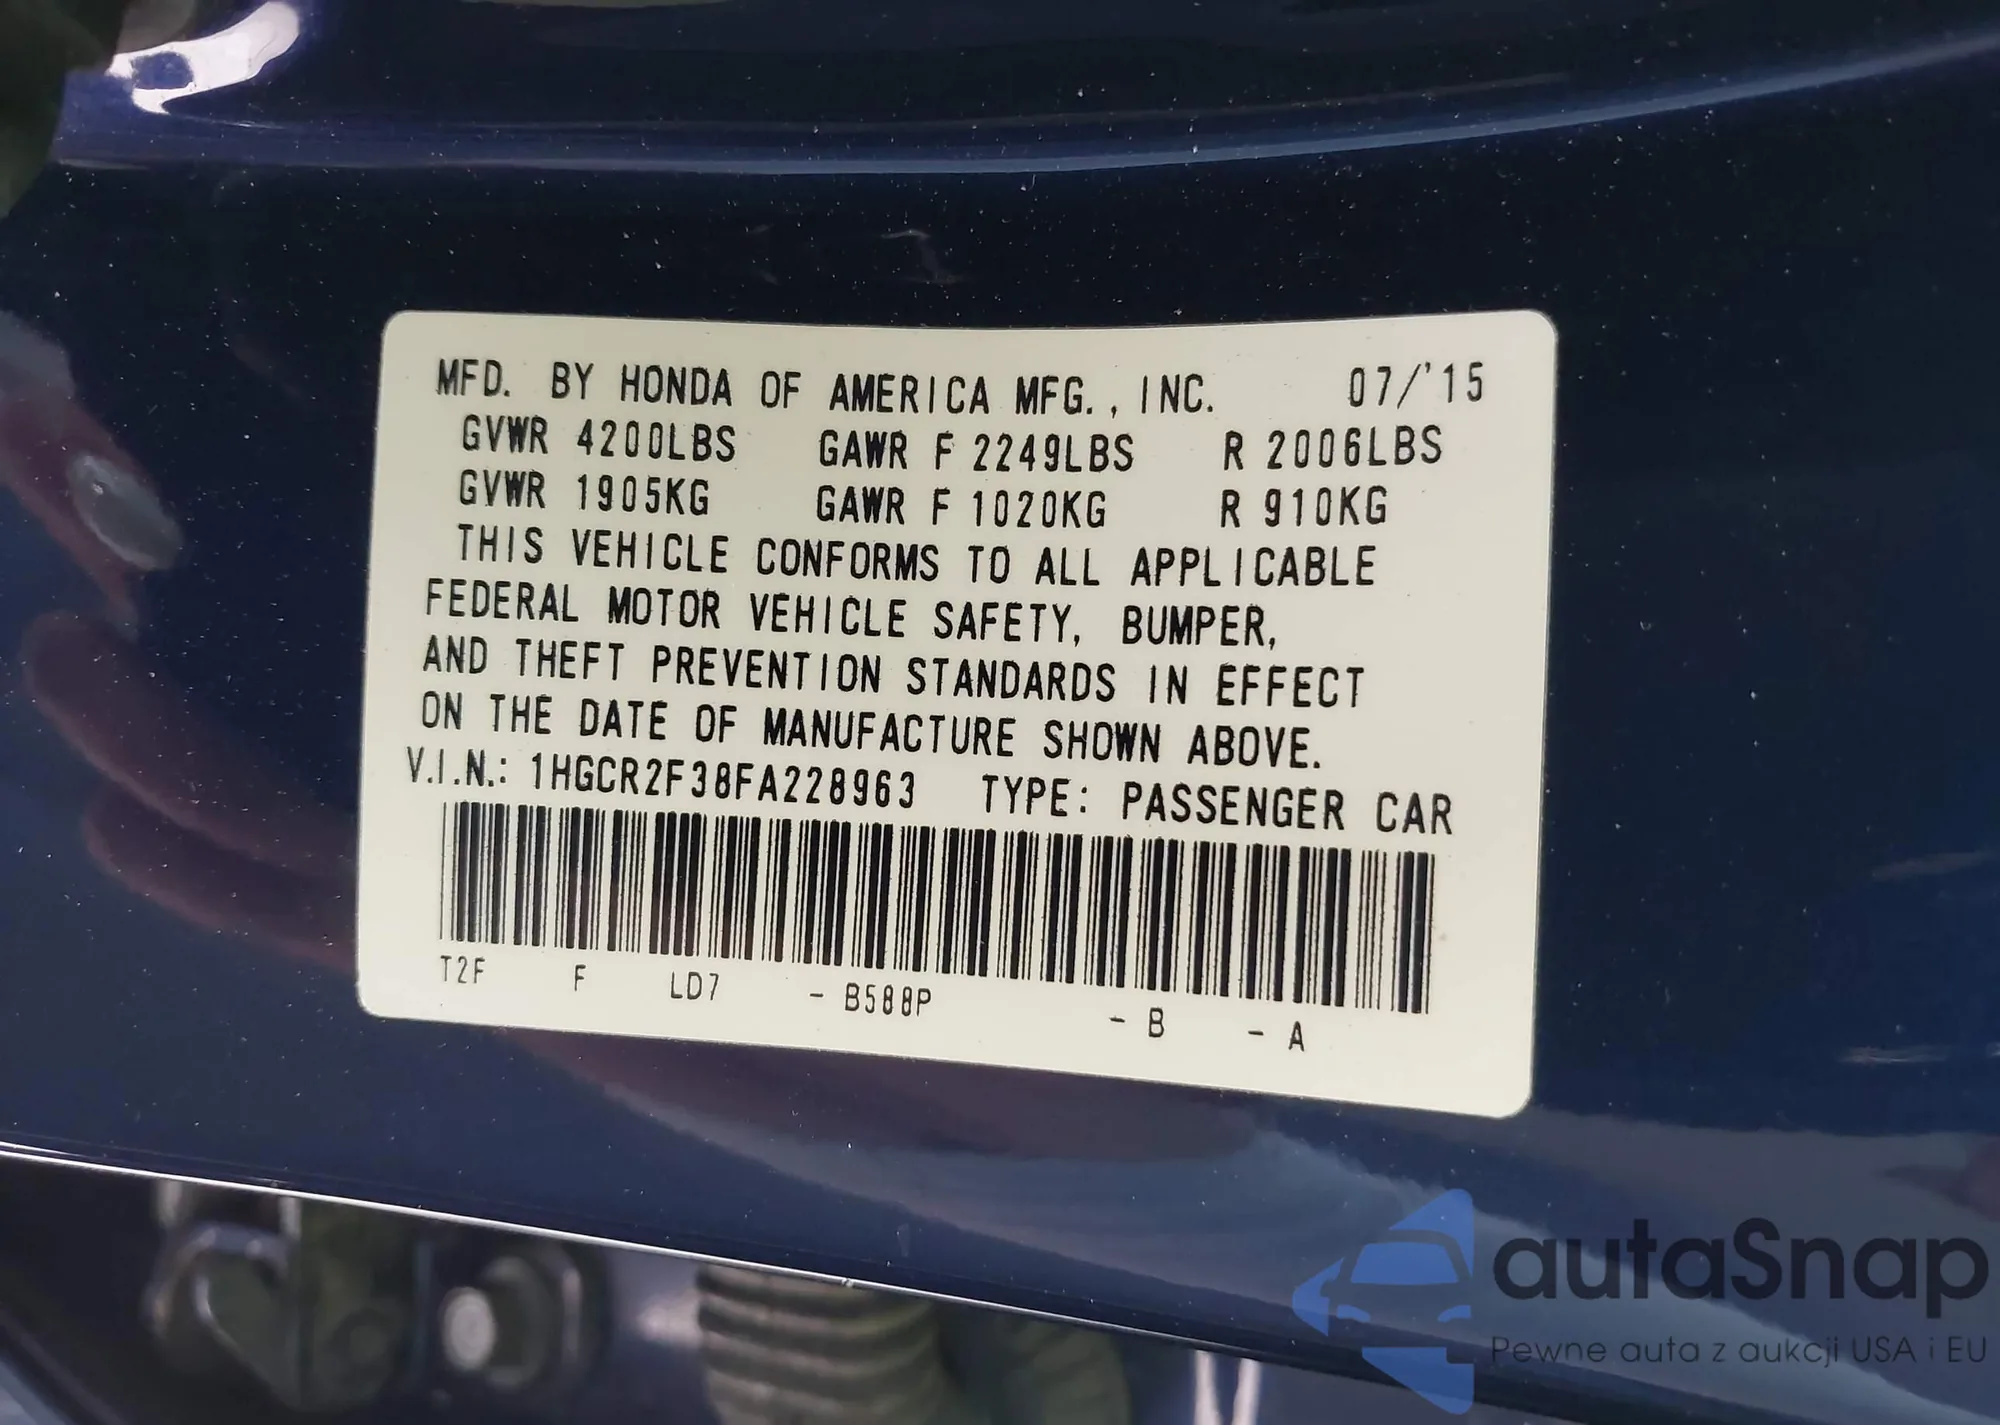 MFD. BY HONDA OF AMERICA MFG., INC. 07/'15
GVWR 4200LBS GAWR F 2249LBS R 2006LBS
GVWR 1905KG GAWR F 1020KG R 910KG
THIS VEHICLE CONFORMS TO ALL APPLICABLE
FEDERAL MOTOR VEHICLE SAFETY, BUMPER,
AND THEFT PREVENTION STANDARDS IN EFFECT
ON THE DATE OF MANUFACTURE SHOWN ABOVE.
V.I.N.: 1HGCR2F38FA228963 TYPE: PASSENGER CAR
T2F F LD7 - B588P - B - A
autaSnap
Pewne auta z aukcji USA i EU